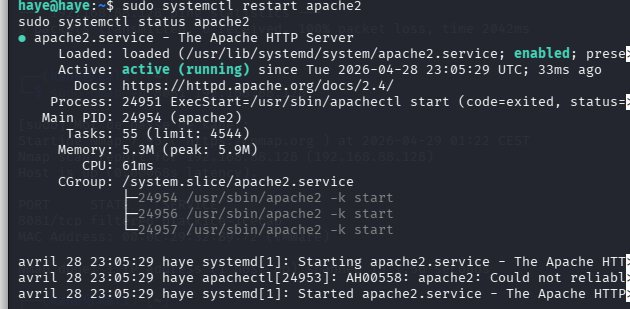 haye@haye:~$ sudo systemctl restart apache2
sudo systemctl status apache2
● apache2.service - The Apache HTTP Server
Loaded: loaded (/usr/lib/systemd/system/apache2.service; enabled; prese>
Active: active (running) since Tue 2026-04-28 23:05:29 UTC; 33ms ago
Docs: https://httpd.apache.org/docs/2.4/
Process: 24951 ExecStart=/usr/sbin/apachectl start (code=exited, status=>
Main PID: 24954 (apache2)
Tasks: 55 (limit: 4544)
Memory: 5.3M (peak: 5.9M)
CPU: 61ms
CGroup: /system.slice/apache2.service
├─24954 /usr/sbin/apache2 -k start
├─24956 /usr/sbin/apache2 -k start
└─24957 /usr/sbin/apache2 -k start
avril 28 23:05:29 haye systemd[1]: Starting apache2.service - The Apache HTT>
avril 28 23:05:29 haye apachectl[24953]: AH00558: apache2: Could not reliabl>
avril 28 23:05:29 haye systemd[1]: Started apache2.service - The Apache HTTP>